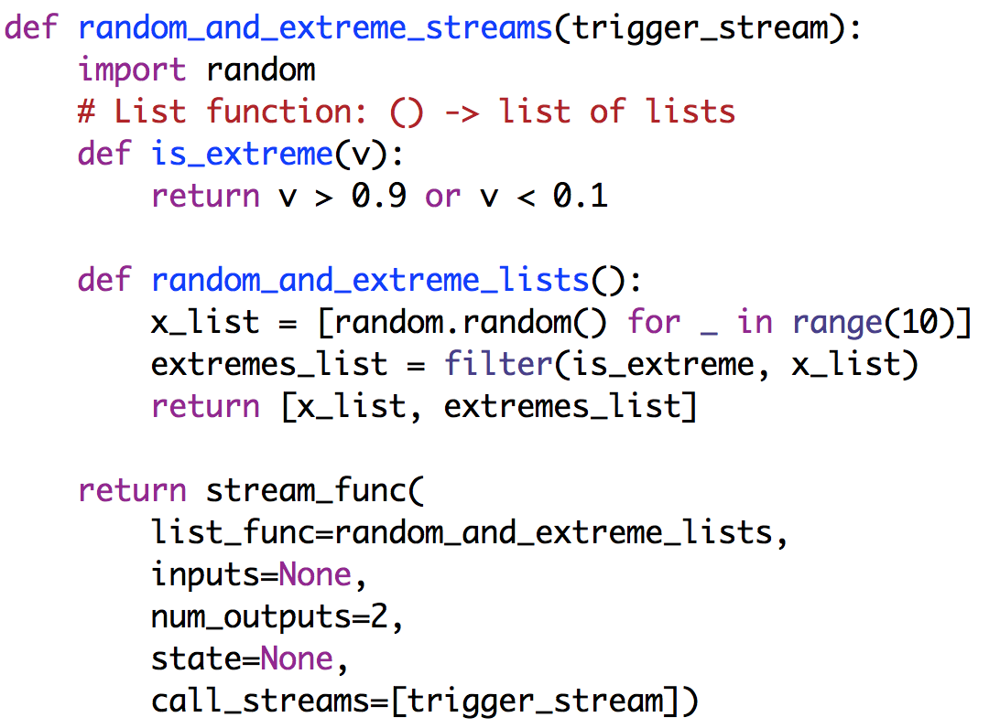 def random_and_extreme_streams(trigger_stream):
    import random
    # List function: () -> list of lists
    def is_extreme(v):
        return v > 0.9 or v < 0.1

    def random_and_extreme_lists():
        x_list = [random.random() for _ in range(10)]
        extremes_list = filter(is_extreme, x_list)
        return [x_list, extremes_list]

    return stream_func(
        list_func=random_and_extreme_lists,
        inputs=None,
        num_outputs=2,
        state=None,
        call_streams=[trigger_stream])